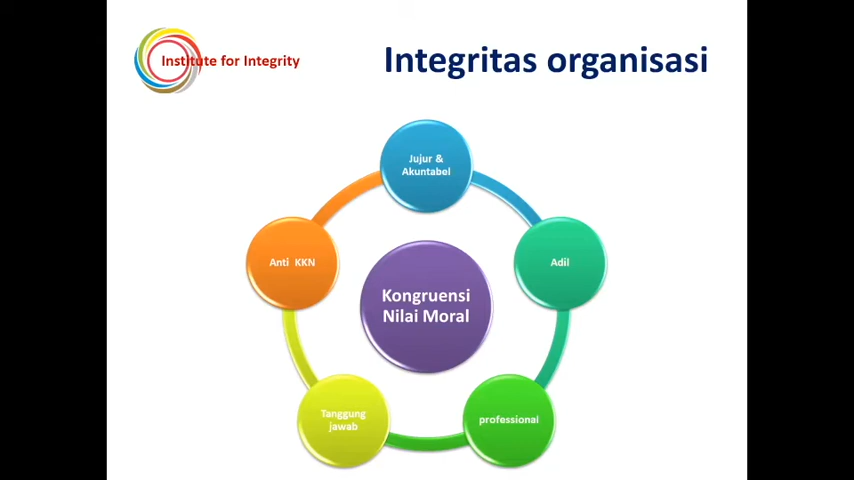 Institute for Integrity
Integritas organisasi
Jujur &
Akuntabel
Anti KKN
Adil
Kongruensi
Nilai Moral
Tanggung
jawab
professional